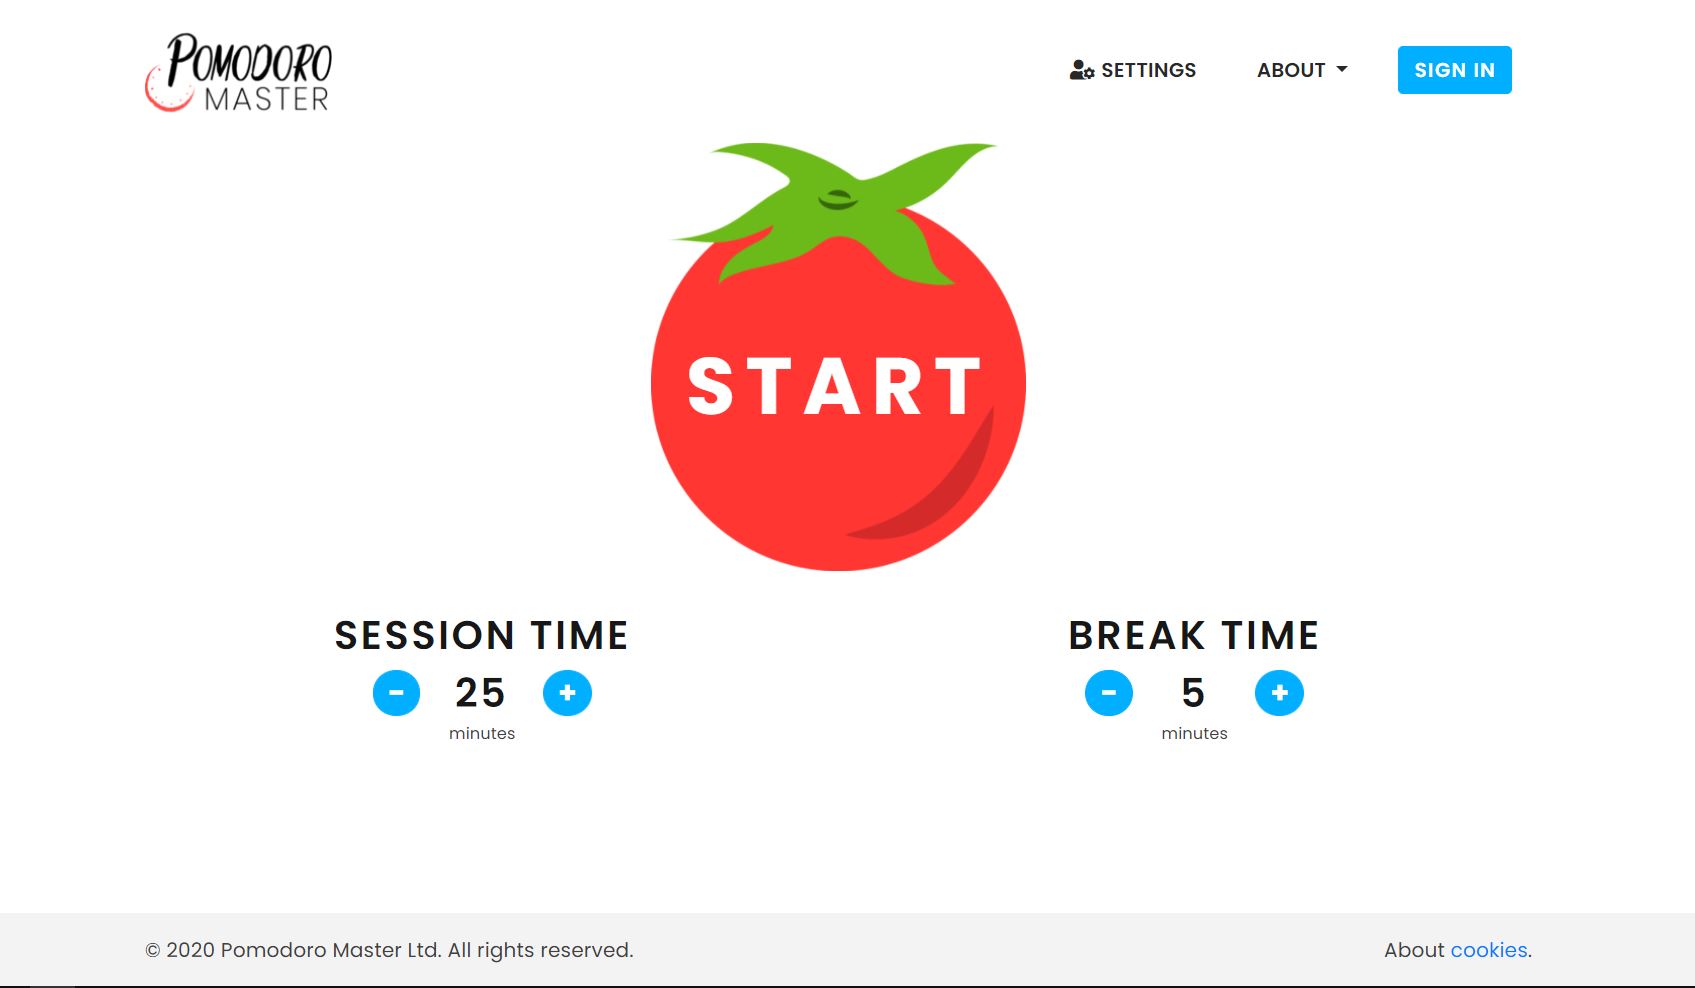 POMODORO
MASTER
SETTINGS
ABOUT
SIGN IN
START
SESSION TIME
- 25 +
minutes
BREAK TIME
- 5 +
minutes
© 2020 Pomodoro Master Ltd. All rights reserved.
About cookies.